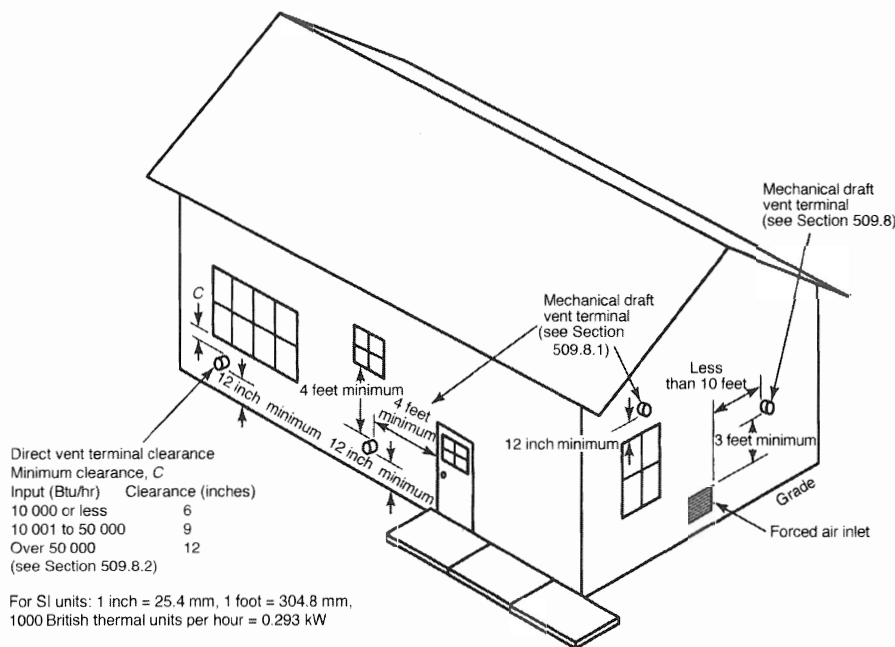 Mechanical draft
vent terminal
(see Section 509.8)
Mechanical draft
vent terminal
(see Section
509.8.1)
C
Less
than 10 feet
4 feet minimum
4 feet
minimum
12 inch minimum
3 feet minimum
12 inch minimum
12 inch minimum
Grade
Forced air inlet
Direct vent terminal clearance
Minimum clearance, C
Input (Btu/hr) Clearance (inches)
10 000 or less 6
10 001 to 50 000 9
Over 50 000 12
(see Section 509.8.2)
For SI units: 1 inch = 25.4 mm, 1 foot = 304.8 mm,
1000 British thermal units per hour = 0.293 kW